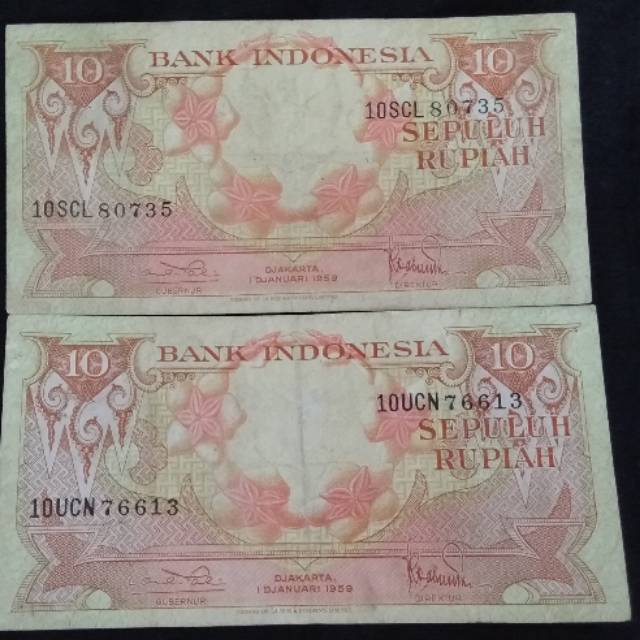 10 BANK INDONESIA 10
10SCL 80735
SEPULUH
RUPIAH
10SCL 80735
DJAKARTA,
1 DJANUARI 1959
GUBERNUR
DIREKTUR
10 BANK INDONESIA 10
10UCN 76613
SEPULUH
RUPIAH
10UCN 76613
DJAKARTA,
1 DJANUARI 1959
GUBERNUR
DIREKTUR